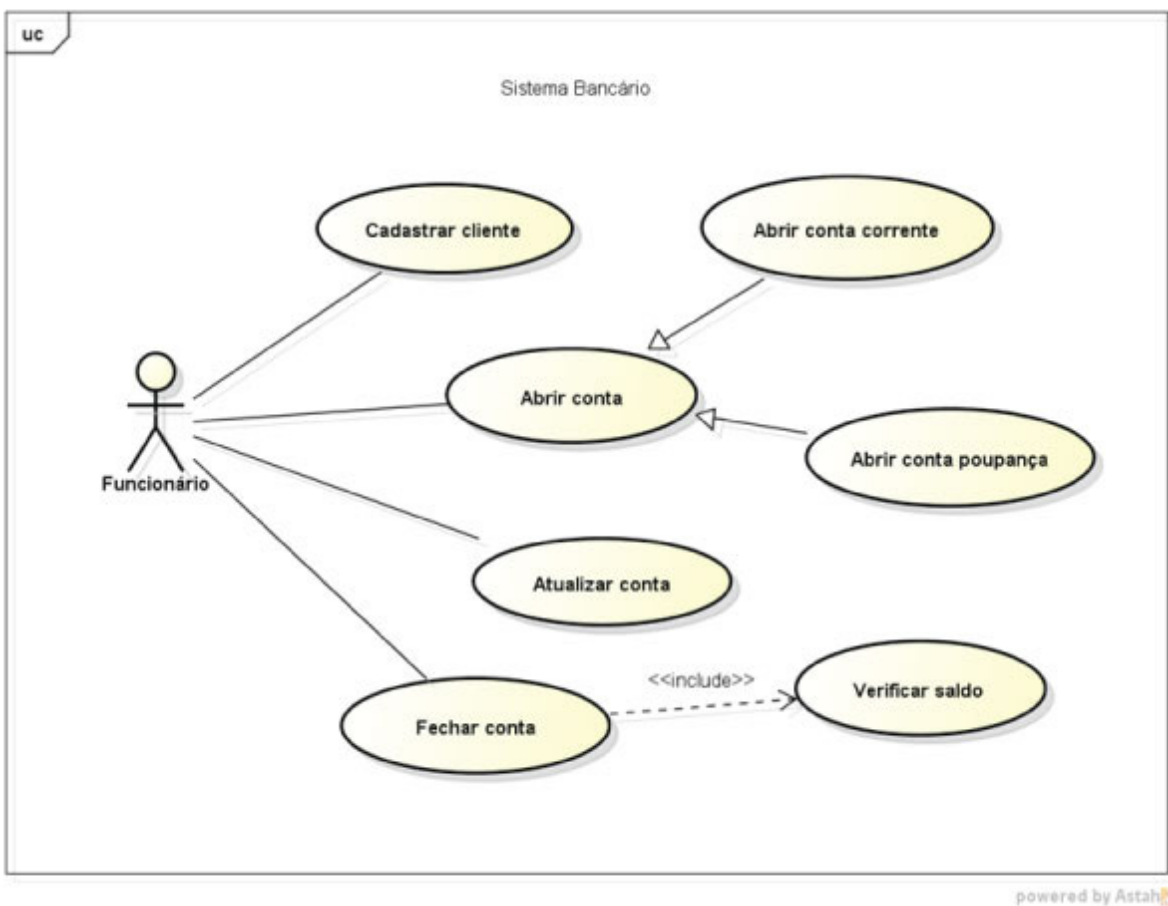 uc
Sistema Bancário
Cadastrar cliente
Abrir conta corrente
Abrir conta
Abrir conta poupança
Funcionário
Atualizar conta
<<include>>
Verificar saldo
Fechar conta
powered by Astah